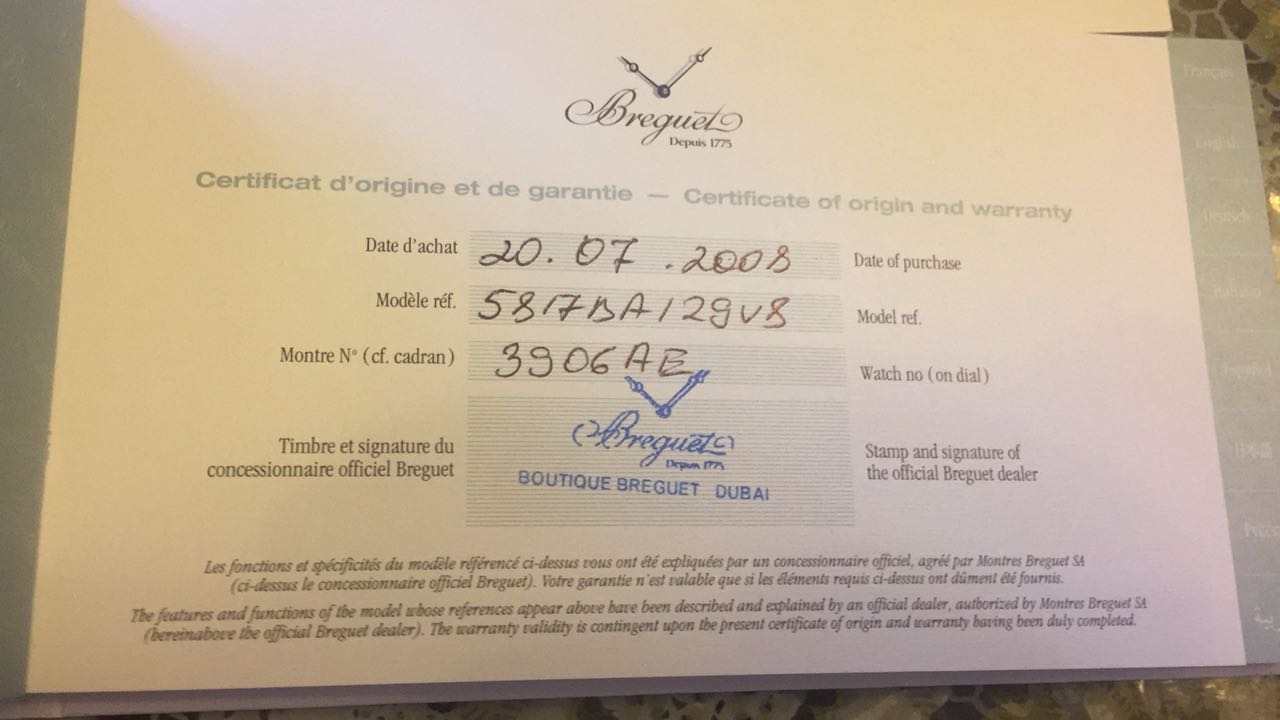 Breguet
Depuis 1775
Certificat d'origine et de garantie — Certificate of origin and warranty
Date d'achat 20.07.2008 Date of purchase
Modèle réf. 5817BA/29V8 Model ref.
Montre N° (cf. cadran) 3906AE Watch no (on dial)
Timbre et signature du
concessionnaire officiel Breguet
Breguet
Depuis 1775
BOUTIQUE BREGUET DUBAI
Stamp and signature of
the official Breguet dealer
Les fonctions et spécificités du modèle référencé ci-dessus vous ont été expliquées par un concessionnaire officiel, agréé par Montres Breguet SA
(ci-dessus le concessionnaire officiel Breguet). Votre garantie n'est valable que si les éléments requis ci-dessus ont dûment été fournis.
The features and functions of the model whose references appear above have been described and explained by an official dealer, authorized by Montres Breguet SA
(hereinabove the official Breguet dealer). The warranty validity is contingent upon the present certificate of origin and warranty having been duly completed.
Français
English
Deutsch
Italiano
Español
日本語